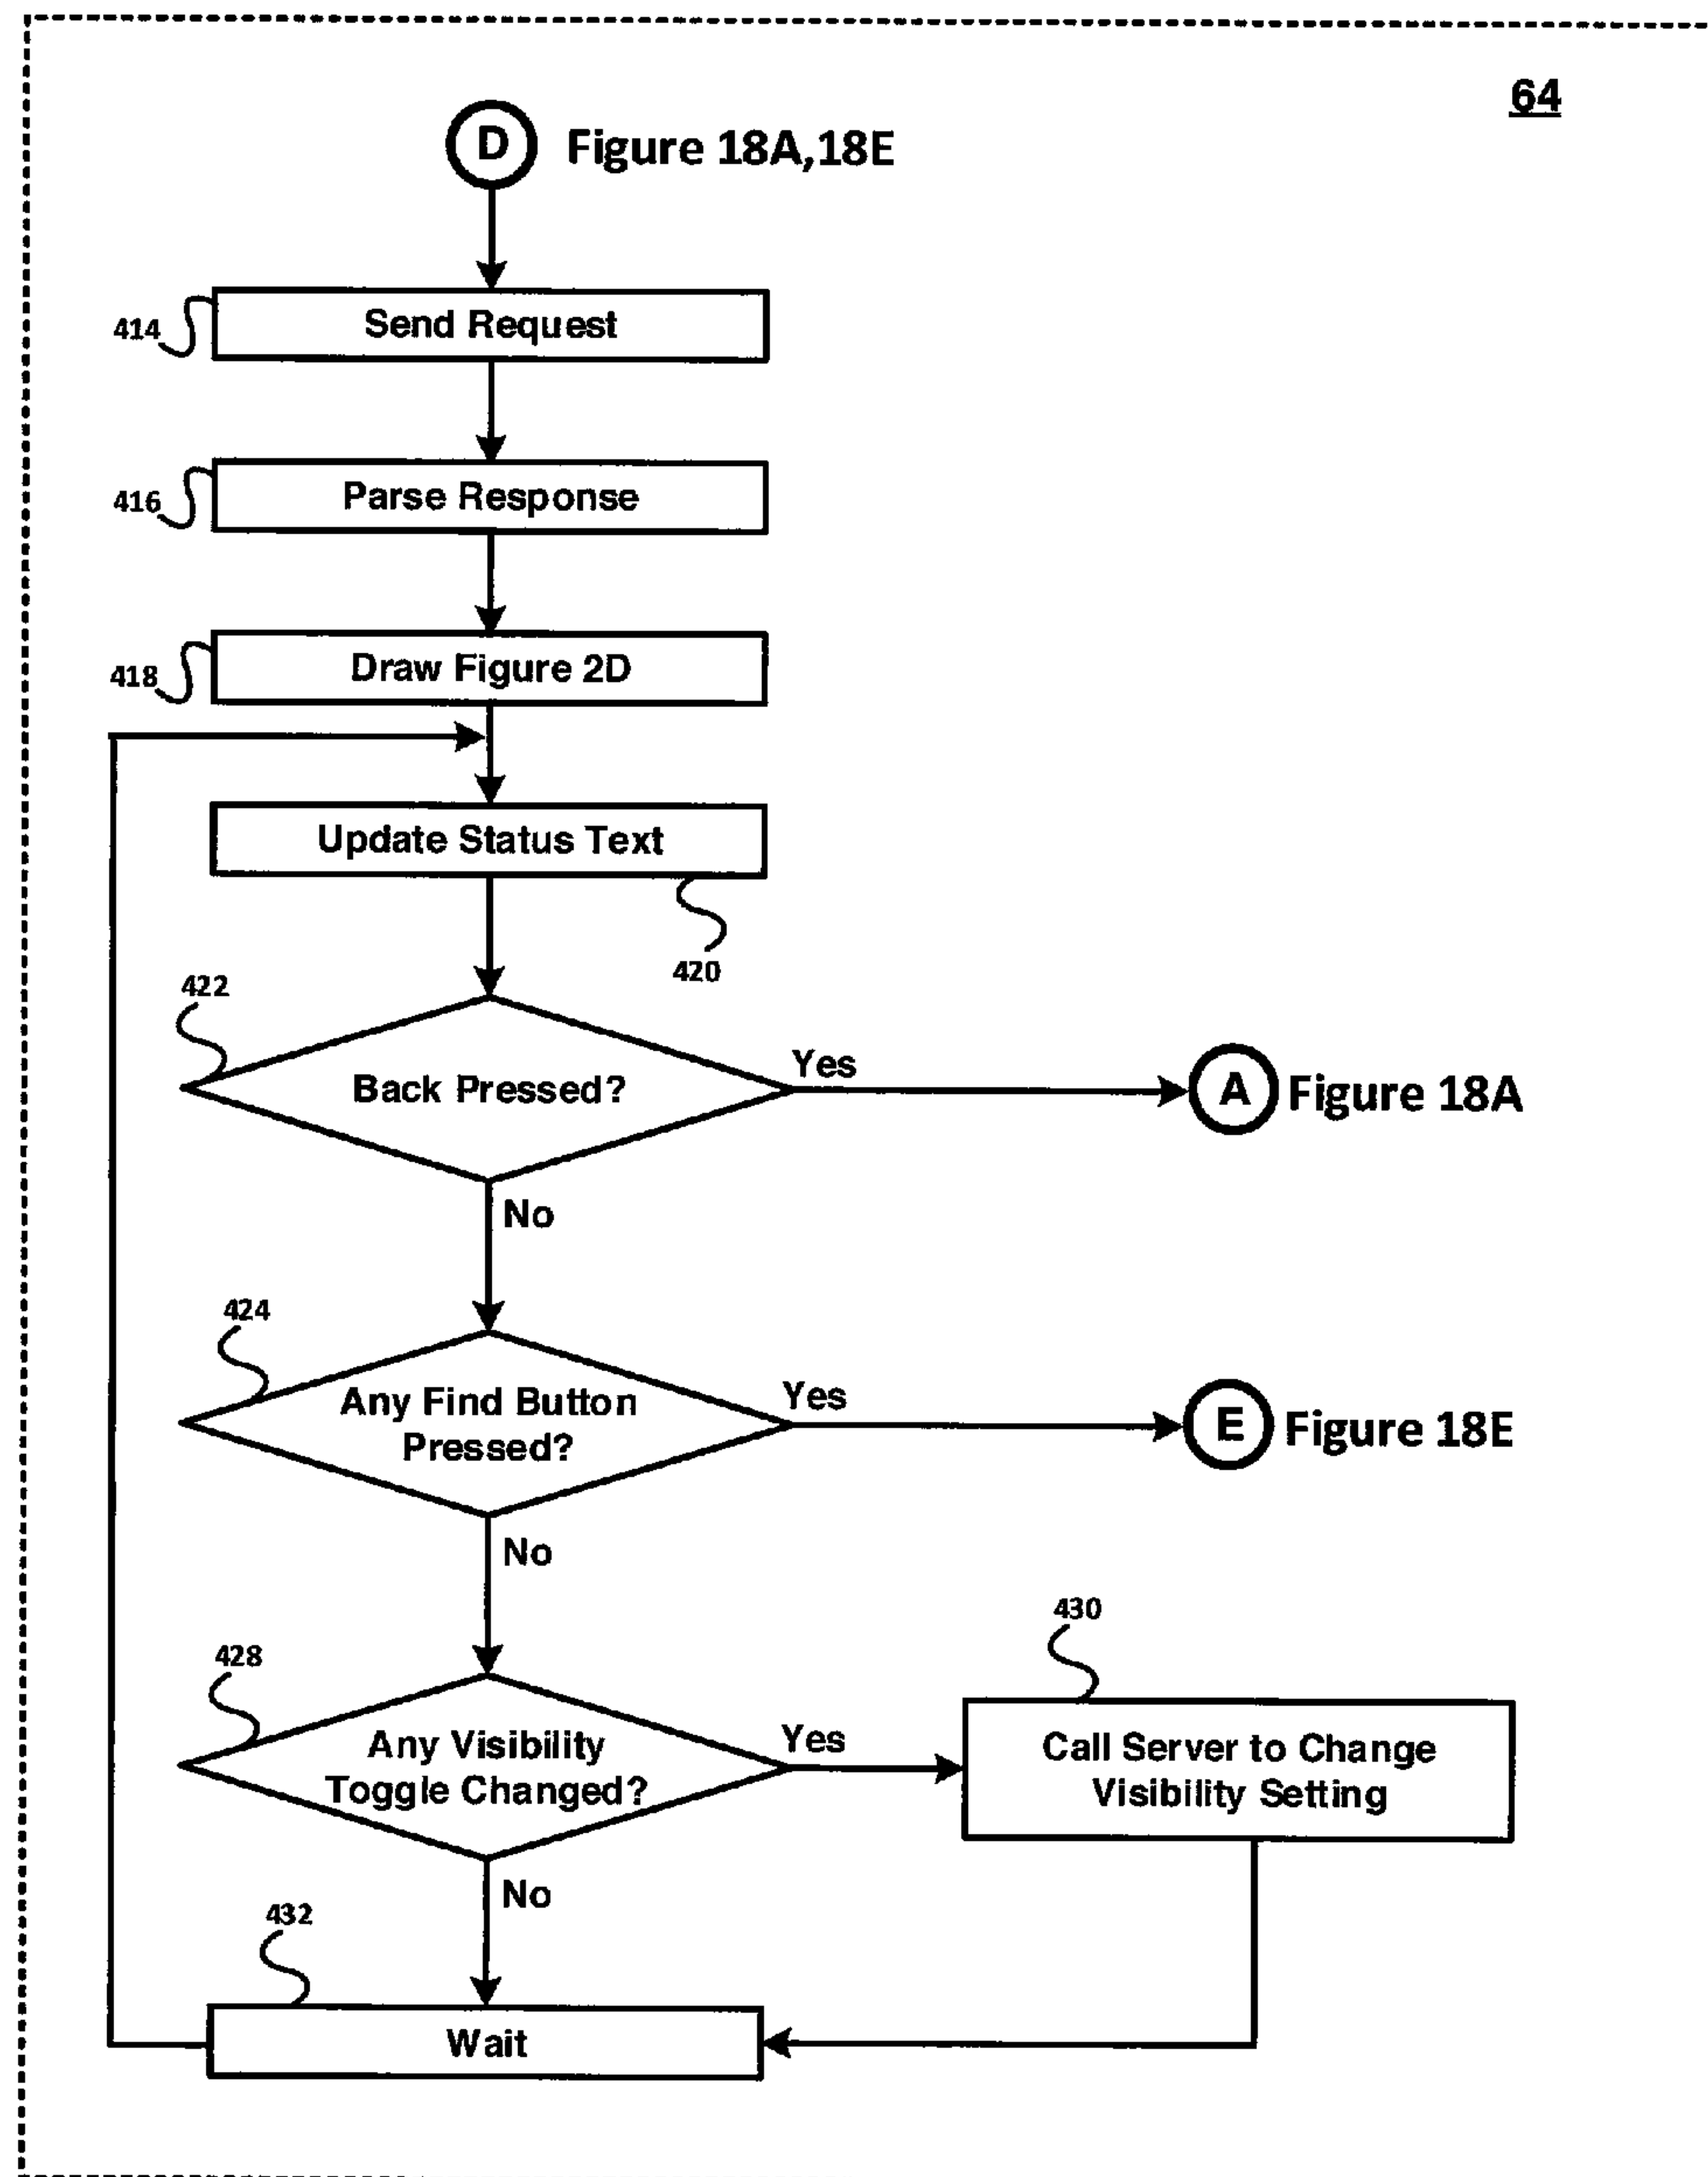 64
D Figure 18A,18E
414 Send Request
416 Parse Response
418 Draw Figure 2D
Update Status Text
420
422
Back Pressed?
Yes
A Figure 18A
No
424
Any Find Button
Pressed?
Yes
E Figure 18E
No
428
Any Visibility
Toggle Changed?
Yes
430
Call Server to Change
Visibility Setting
No
432
Wait